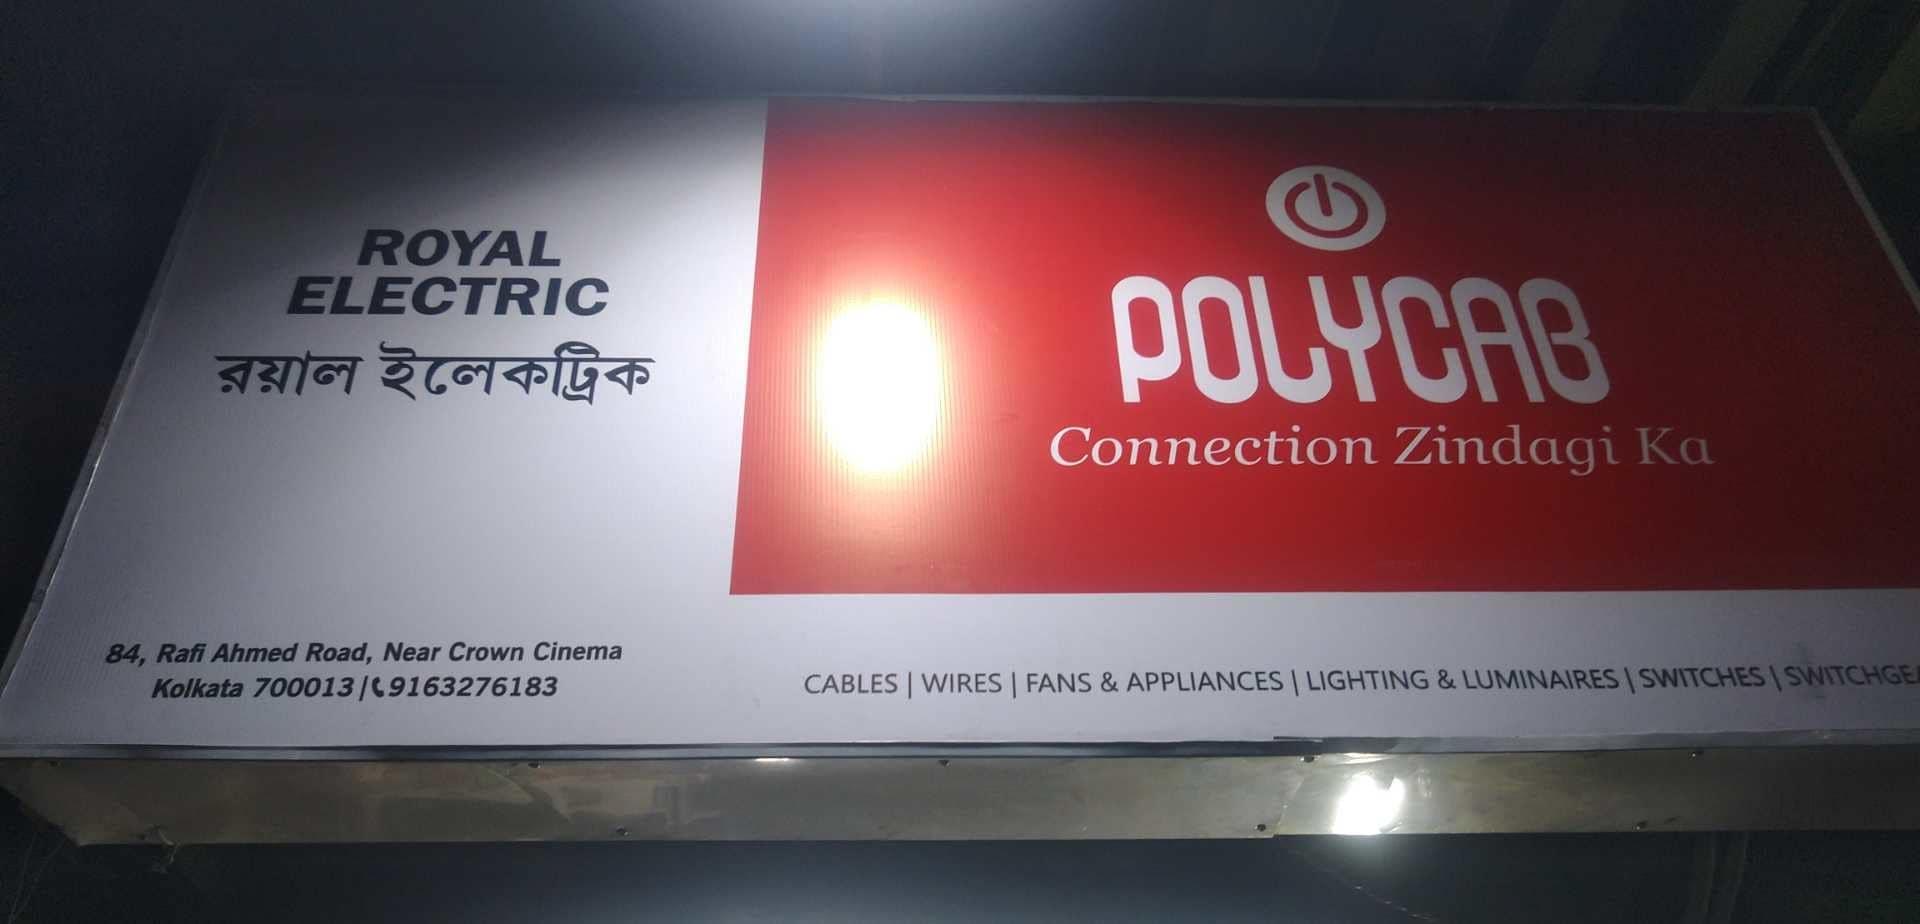 ROYAL
ELECTRIC
রয়াল ইলেকট্রিক
84, Rafi Ahmed Road, Near Crown Cinema
Kolkata 700013 | 9163276183
POLYCAB
Connection Zindagi Ka
CABLES | WIRES | FANS & APPLIANCES | LIGHTING & LUMINAIRES | SWITCHES |